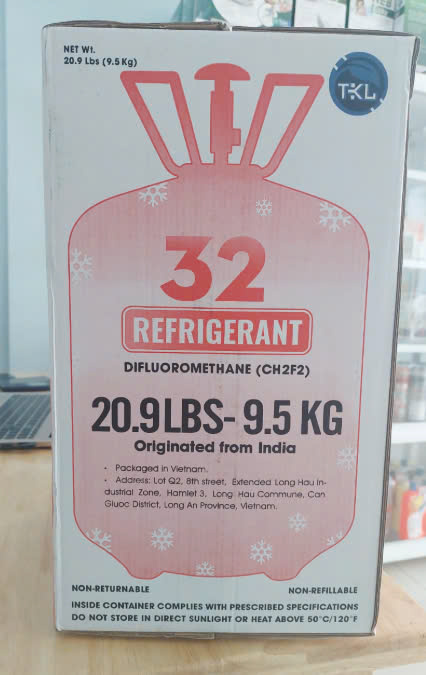 NET Wt.
20.9 Lbs (9.5 Kg)
TKL
32
REFRIGERANT
DIFLUOROMETHANE (CH2F2)
20.9 LBS- 9.5 KG
Originated from India
• Packaged in Vietnam.
• Address: Lot Q2, 8th street, Extended Long Hau In-
dustrial Zone, Hamlet 3, Long Hau Commune, Can
Giuoc District, Long An Province, Vietnam.
NON-RETURNABLE
NON-REFILLABLE
INSIDE CONTAINER COMPLIES WITH PRESCRIBED SPECIFICATIONS
DO NOT STORE IN DIRECT SUNLIGHT OR HEAT ABOVE 50°C/120°F